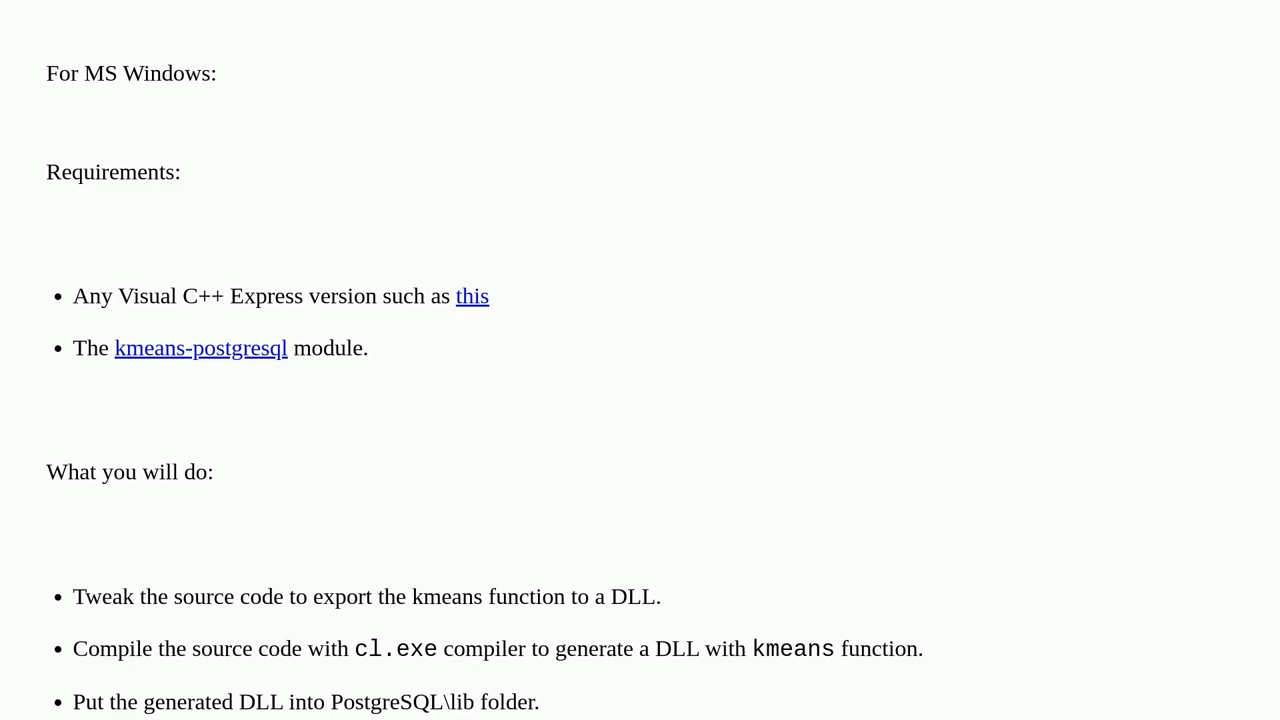 For MS Windows:
Requirements:
• Any Visual C++ Express version such as this
• The kmeans-postgresql module.
What you will do:
• Tweak the source code to export the kmeans function to a DLL.
• Compile the source code with cl.exe compiler to generate a DLL with kmeans function.
• Put the generated DLL into PostgreSQL\lib folder.